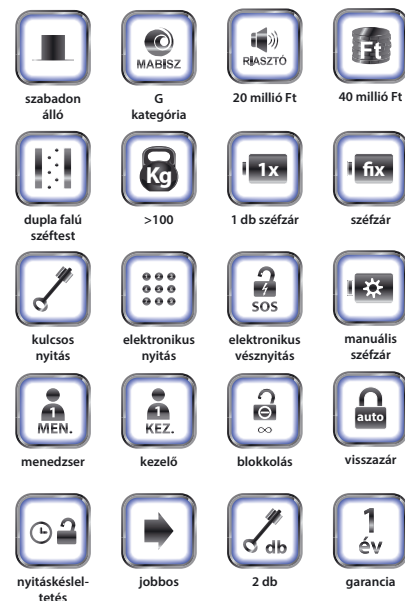 MABISZ
RIASZTÓ
Ft
szabadon
álló
G
kategória
20 millió Ft
40 millió Ft
Kg
1x
fix
dupla falú
széftest
>100
1 db széfzár
széfzár
SOS
kulcsos
nyitás
elektronikus
nyitás
elektronikus
vésznyitás
manuális
széfzár
1
MEN.
1
KEZ.
∞
auto
menedzser
kezelő
blokkolás
visszazár
db
1
év
nyitáskéslel-
tetés
jobbos
2 db
garancia